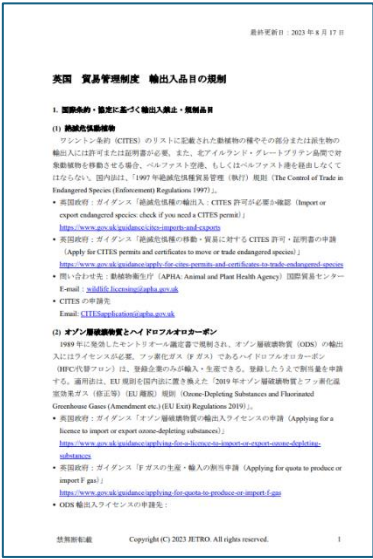 最終更新日：2023 年 8 月 17 日
英国　貿易管理制度　輸出入品目の規制
1. 国際条約・協定に基づく輸出入禁止・規制品目
(1) 絶滅危惧動植物
ワシントン条約（CITES）のリストに記載された動植物の種やその部分または派生物の
輸出入には許可または証明書が必要。また、北アイルランド・グレートブリテン島間で対
象動植物を移動させる場合、ベルファスト空港、もしくはベルファスト港を経由しなくて
はならない。国内法は、「1997 年絶滅危惧種貿易管理（執行）規則（The Control of Trade in
Endangered Species (Enforcement) Regulations 1997）」。
• 英国政府：ガイダンス「絶滅危惧種の輸出入：CITES 許可が必要か確認（Import or
export endangered species: check if you need a CITES permit）」
https://www.gov.uk/guidance/cites-imports-and-exports
• 英国政府：ガイダンス「絶滅危惧種の移動・貿易に対する CITES 許可・証明書の申請
（Apply for CITES permits and certificates to move or trade endangered species）」
https://www.gov.uk/guidance/apply-for-cites-permits-and-certificates-to-trade-endangered-species
• 問い合わせ先：動植物衛生庁（APHA: Animal and Plant Health Agency）国際貿易センター
E-mail：wildlife.licensing@apha.gov.uk
• CITES の申請先
Email: CITESapplication@apha.gov.uk
(2) オゾン層破壊物質とハイドロフルオロカーボン
1989 年に発効したモントリオール議定書で規制され、オゾン層破壊物質（ODS）の輸出
入にはライセンスが必要。フッ素化ガス（F ガス）であるハイドロフルオロカーボン
（HFC/代替フロン）は、登録企業のみが輸入・生産できる。登録したうえで割当量を申請
する。適用法は、EU 規則を国内法に置き換えた「2019 年オゾン層破壊物質とフッ素化温
室効果ガス（修正等）（EU 離脱）規則（Ozone-Depleting Substances and Fluorinated
Greenhouse Gases (Amendment etc.) (EU Exit) Regulations 2019）」。
• 英国政府：ガイダンス「オゾン層破壊物質の輸出入ライセンスの申請（Applying for a
licence to import or export ozone-depleting substances）」
https://www.gov.uk/guidance/applying-for-a-licence-to-import-or-export-ozone-depleting-
substances
• 英国政府：ガイダンス「F ガスの生産・輸入の割当申請（Applying for quota to produce or
import F gas）」
https://www.gov.uk/guidance/applying-for-quota-to-produce-or-import-f-gas
• ODS 輸出入ライセンスの申請先：
禁無断転載　Copyright (C) 2023 JETRO. All rights reserved.　1